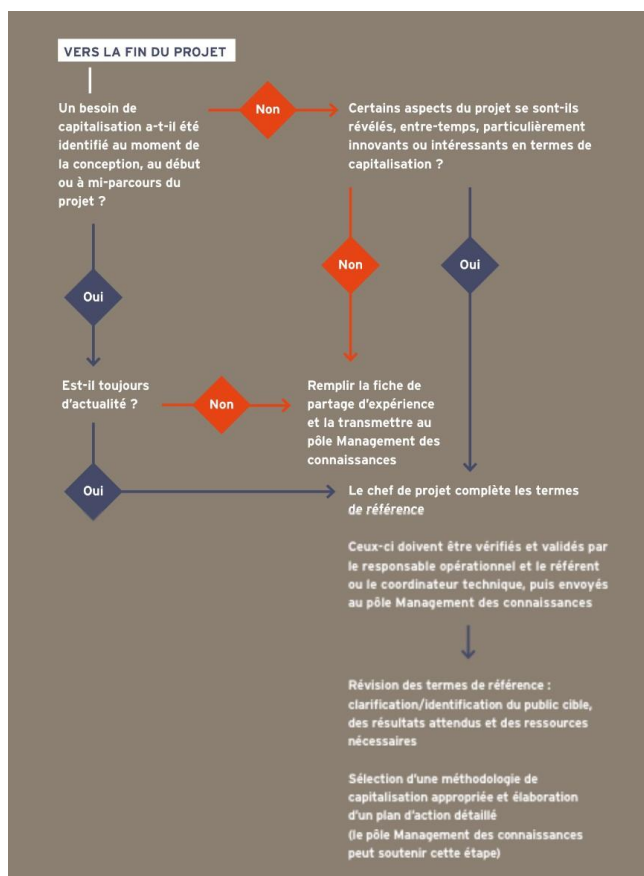 VERS LA FIN DU PROJET
Un besoin de
capitalisation a-t-il été
identifié au moment de
la conception, au début
ou à mi-parcours du
projet ?
Non
Certains aspects du projet se sont-ils
révélés, entre-temps, particulièrement
innovants ou intéressants en termes de
capitalisation ?
Oui
Non
Oui
Est-il toujours
d'actualité ?
Non
Remplir la fiche de
partage d'expérience
et la transmettre au
pôle Management des
connaissances
Oui
Le chef de projet complète les termes
de référence
Ceux-ci doivent être vérifiés et validés par
le responsable opérationnel et le référent
ou le coordinateur technique, puis envoyés
au pôle Management des connaissances
Révision des termes de référence :
clarification/identification du public cible,
des résultats attendus et des ressources
nécessaires
Sélection d'une méthodologie de
capitalisation appropriée et élaboration
d'un plan d'action détaillé
(le pôle Management des connaissances
peut soutenir cette étape)